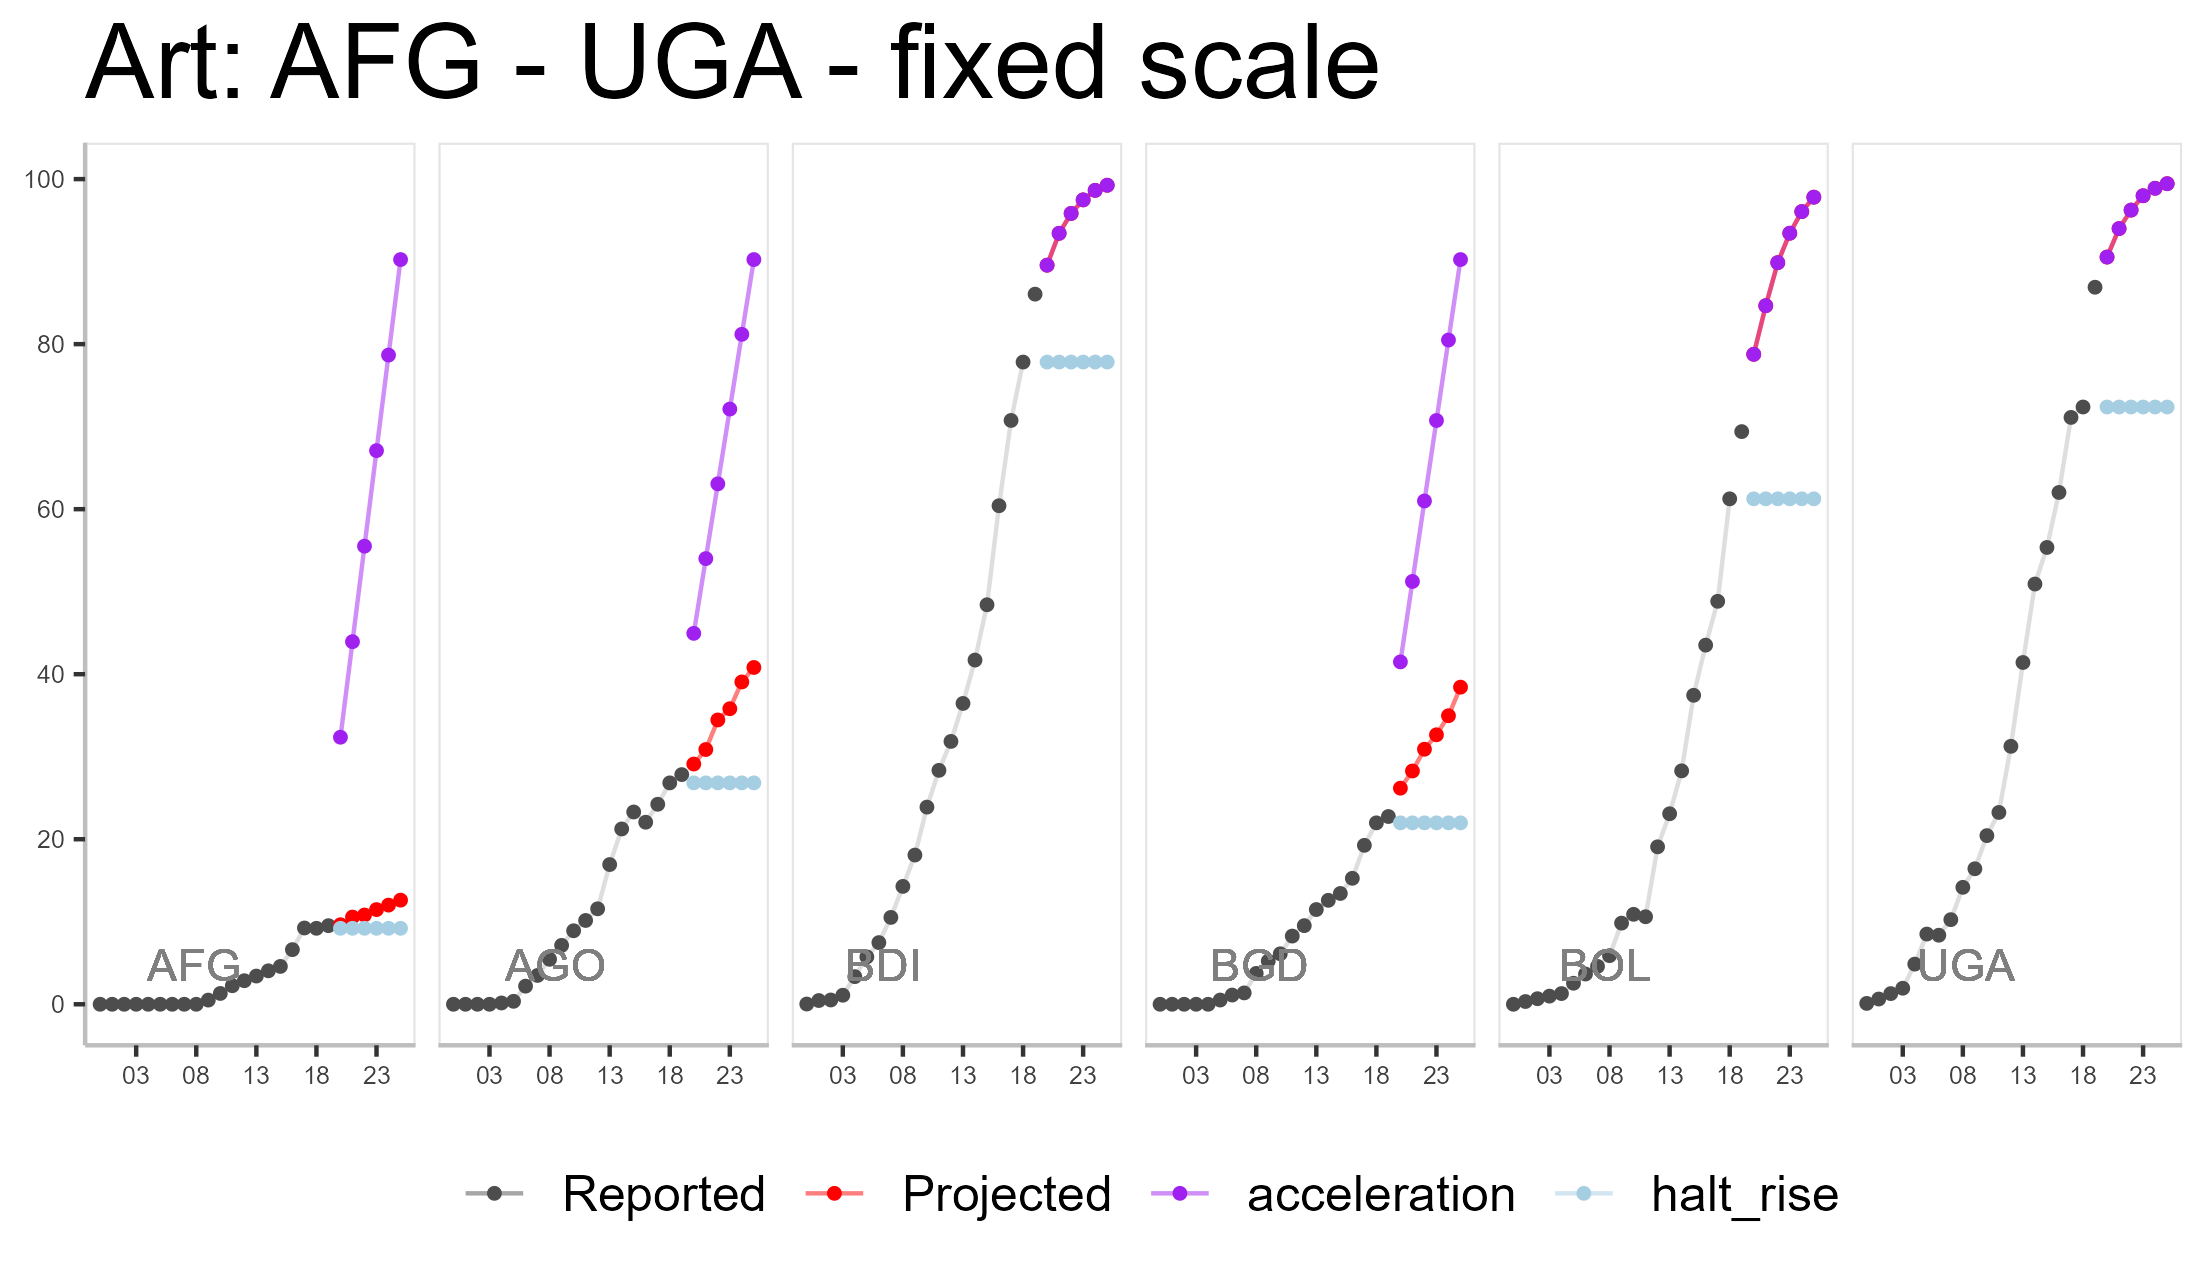 Art: AFG - UGA - fixed scale
100
80
60
40
20
0
AFG
AGO
BDI
BGD
BOL
UGA
03 08 13 18 23
03 08 13 18 23
03 08 13 18 23
03 08 13 18 23
03 08 13 18 23
03 08 13 18 23
Reported Projected acceleration halt_rise